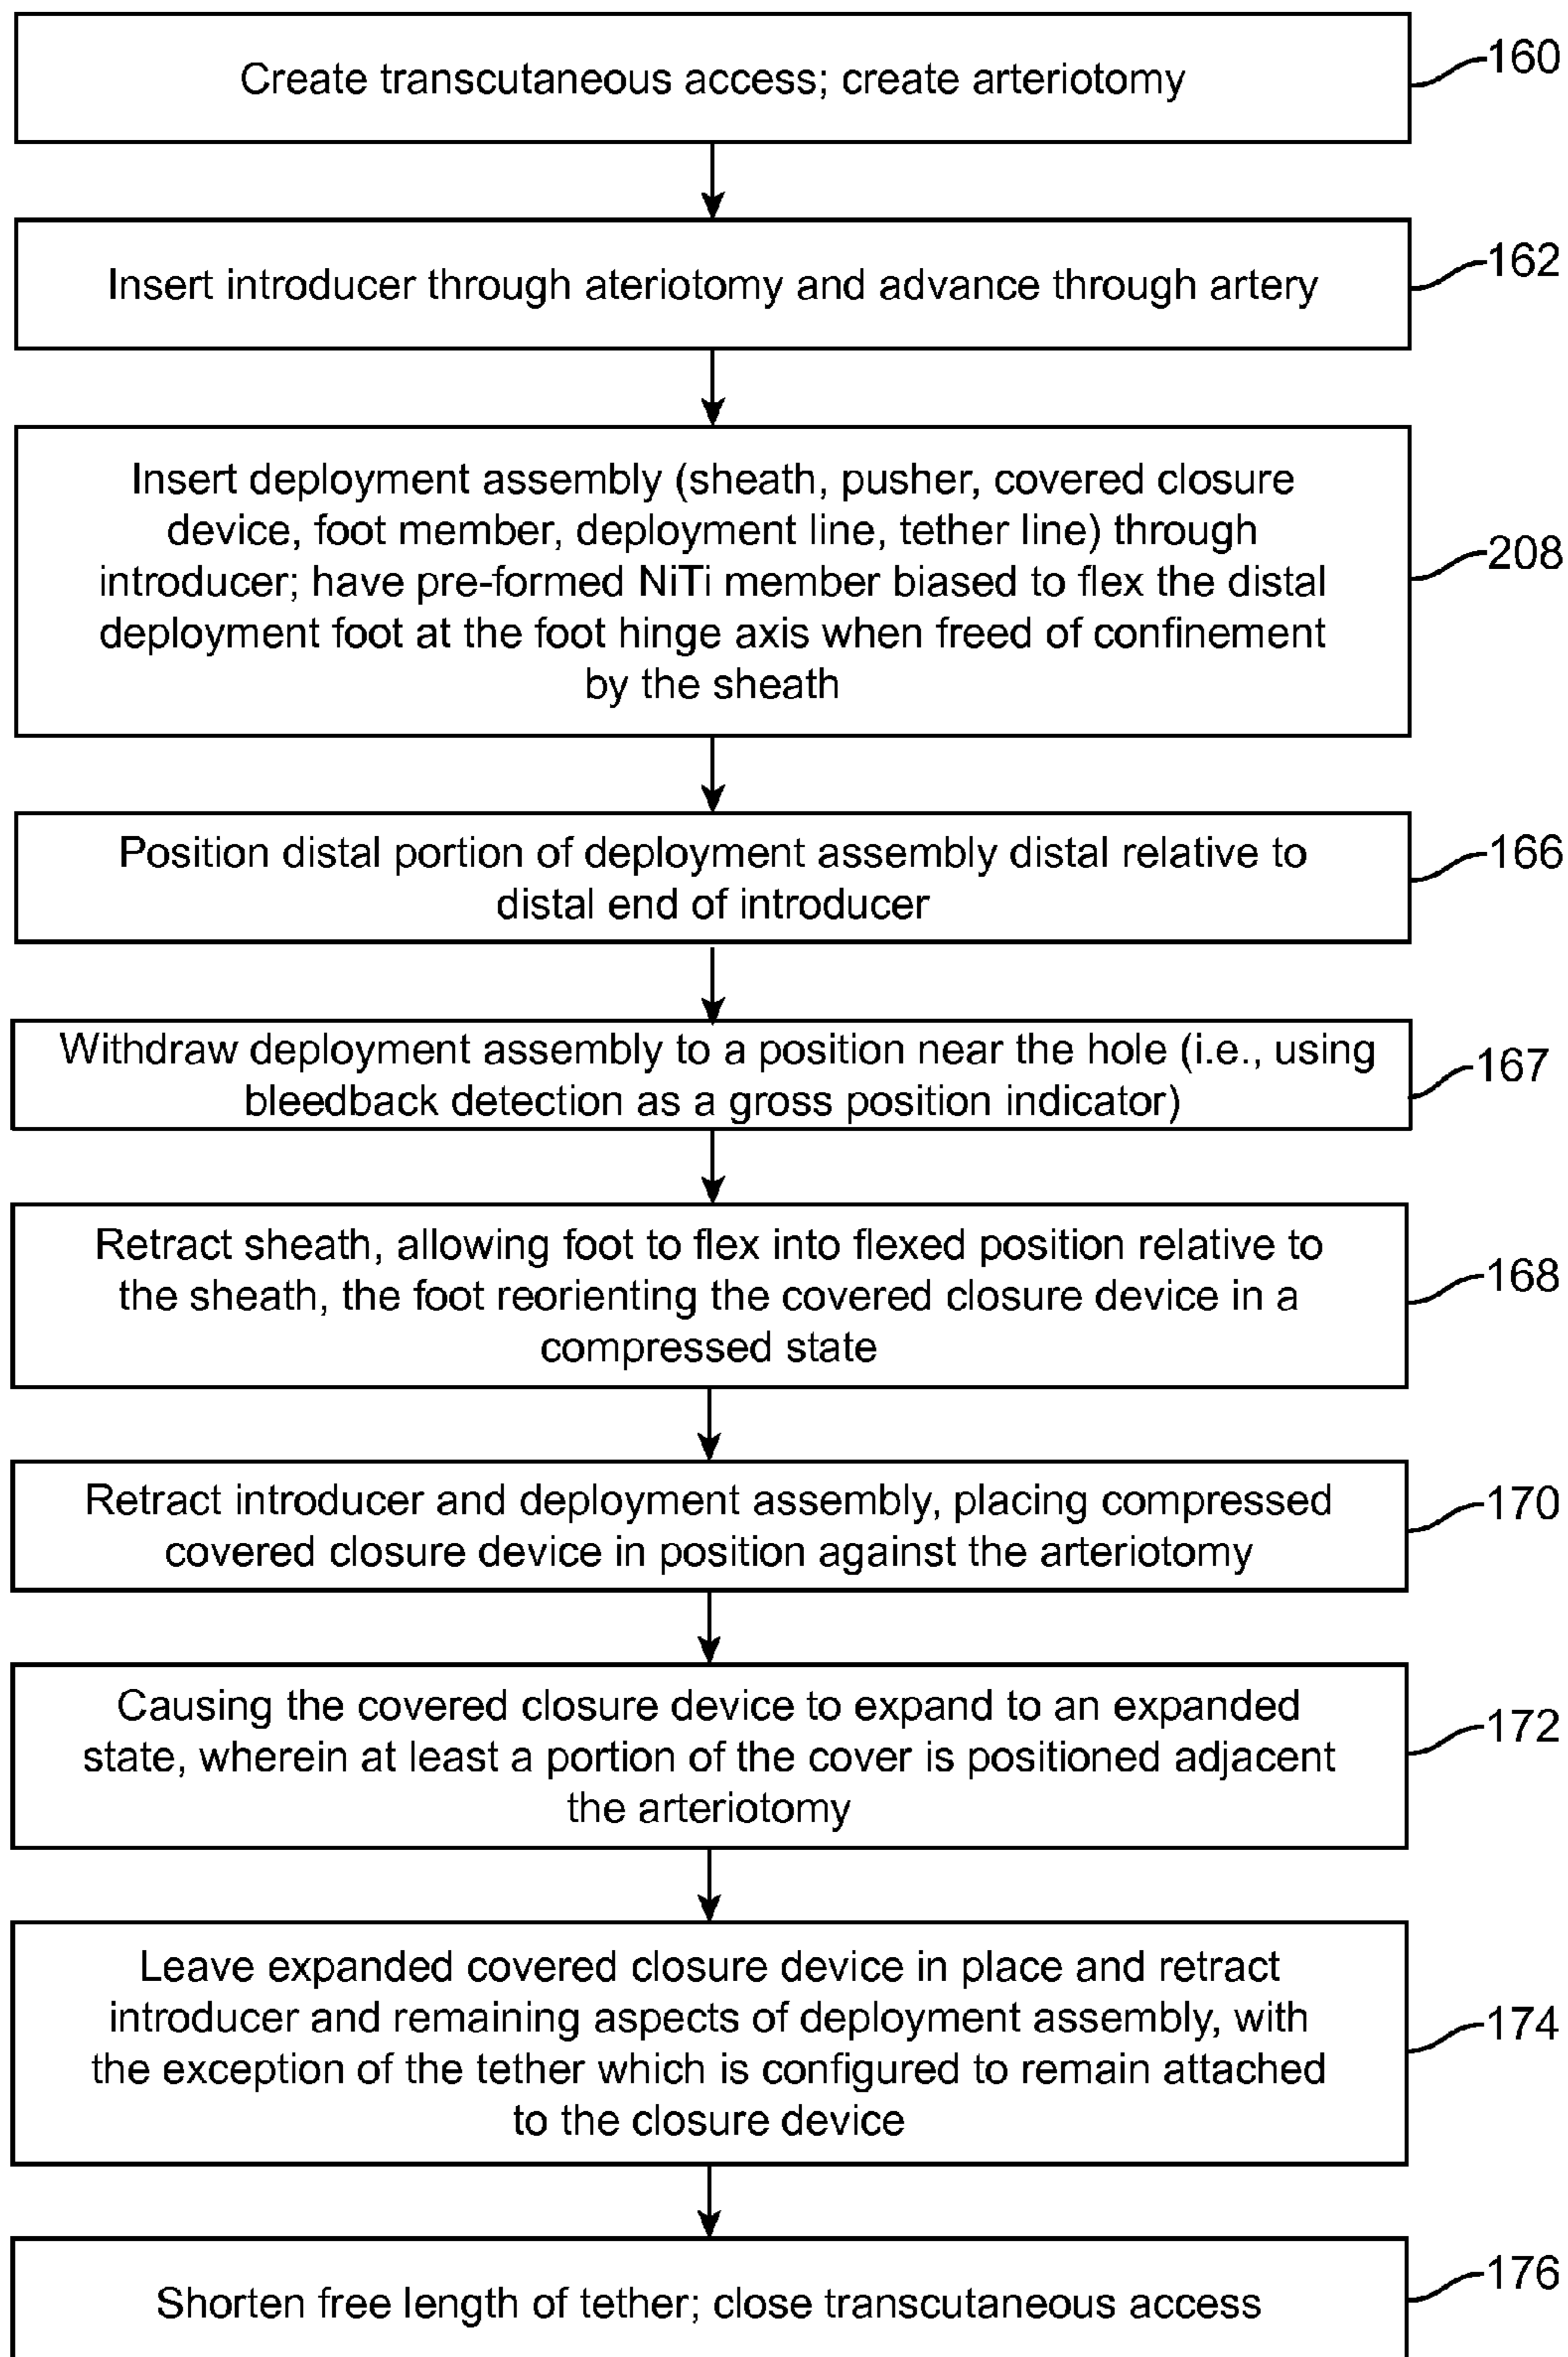 Create transcutaneous access; create arteriotomy
160
Insert introducer through ateriotomy and advance through artery
162
Insert deployment assembly (sheath, pusher, covered closure
device, foot member, deployment line, tether line) through
introducer; have pre-formed NiTi member biased to flex the distal
deployment foot at the foot hinge axis when freed of confinement
by the sheath
208
Position distal portion of deployment assembly distal relative to
distal end of introducer
166
Withdraw deployment assembly to a position near the hole (i.e., using
bleedback detection as a gross position indicator)
167
Retract sheath, allowing foot to flex into flexed position relative to
the sheath, the foot reorienting the covered closure device in a
compressed state
168
Retract introducer and deployment assembly, placing compressed
covered closure device in position against the arteriotomy
170
Causing the covered closure device to expand to an expanded
state, wherein at least a portion of the cover is positioned adjacent
the arteriotomy
172
Leave expanded covered closure device in place and retract
introducer and remaining aspects of deployment assembly, with
the exception of the tether which is configured to remain attached
to the closure device
174
Shorten free length of tether; close transcutaneous access
176